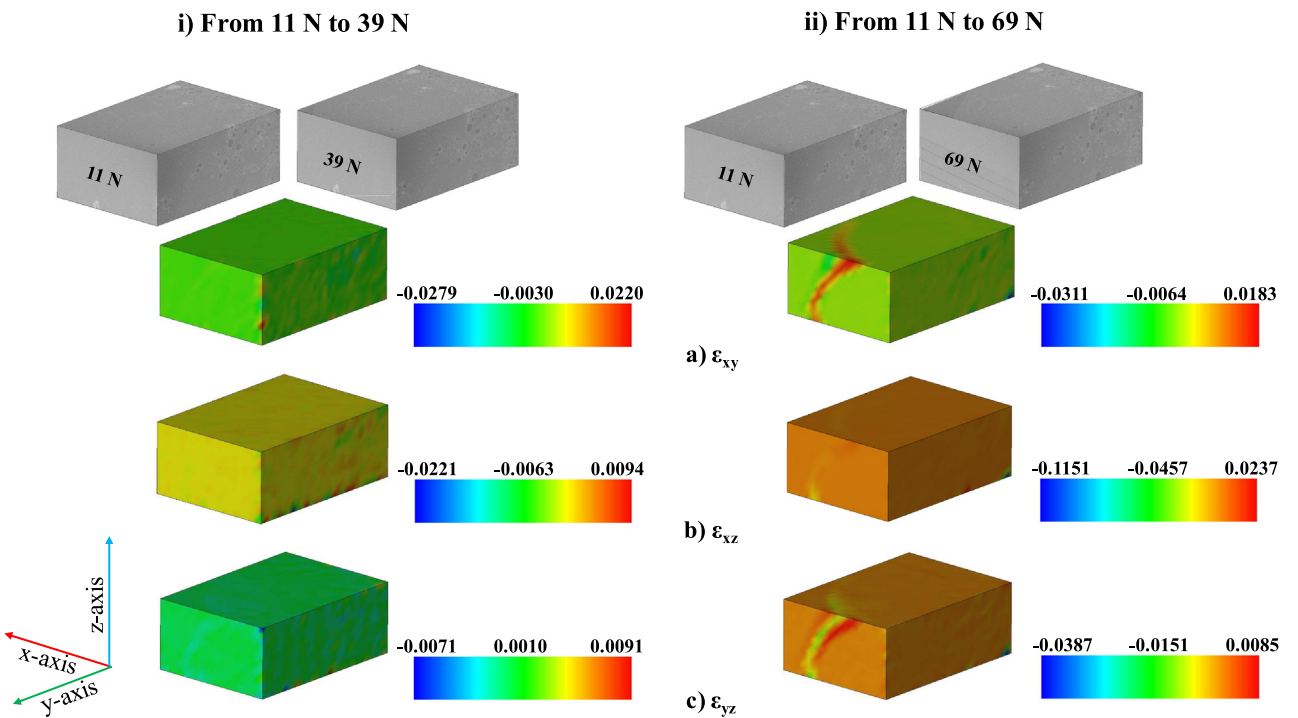 i) From 11 N to 39 N
ii) From 11 N to 69 N
11 N
39 N
11 N
69 N
-0.0279 -0.0030 0.0220
-0.0311 -0.0064 0.0183
a) εxy
-0.0221 -0.0063 0.0094
-0.1151 -0.0457 0.0237
b) εxz
z-axis
x-axis
y-axis
-0.0071 0.0010 0.0091
-0.0387 -0.0151 0.0085
c) εyz